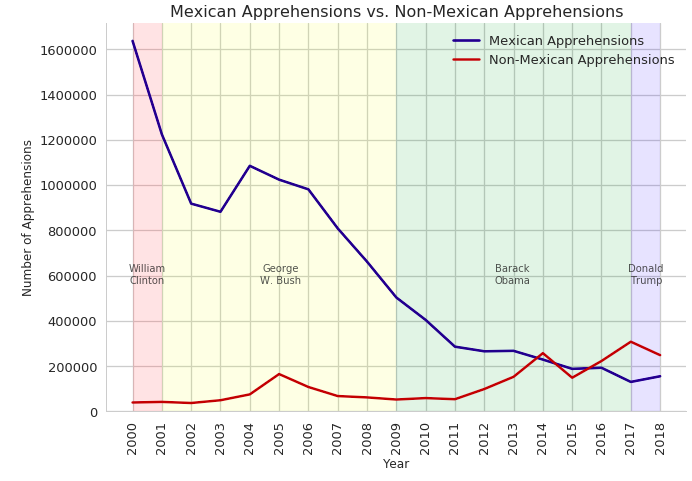 Mexican Apprehensions vs. Non-Mexican Apprehensions
Mexican Apprehensions
Non-Mexican Apprehensions
Number of Apprehensions
1600000
1400000
1200000
1000000
800000
600000
400000
200000
0
William
Clinton
George
W. Bush
Barack
Obama
Donald
Trump
2000
2001
2002
2003
2004
2005
2006
2007
2008
2009
2010
2011
2012
2013
2014
2015
2016
2017
2018
Year